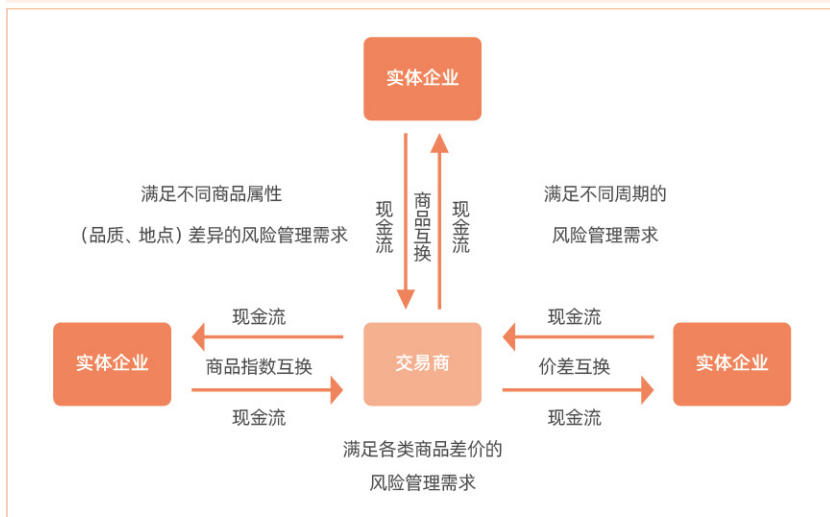 实体企业
满足不同商品属性
（品质、地点）差异的风险管理需求
现金流
商品互换
现金流
满足不同周期的
风险管理需求
实体企业
现金流
商品指数互换
现金流
交易商
现金流
价差互换
现金流
实体企业
满足各类商品差价的
风险管理需求